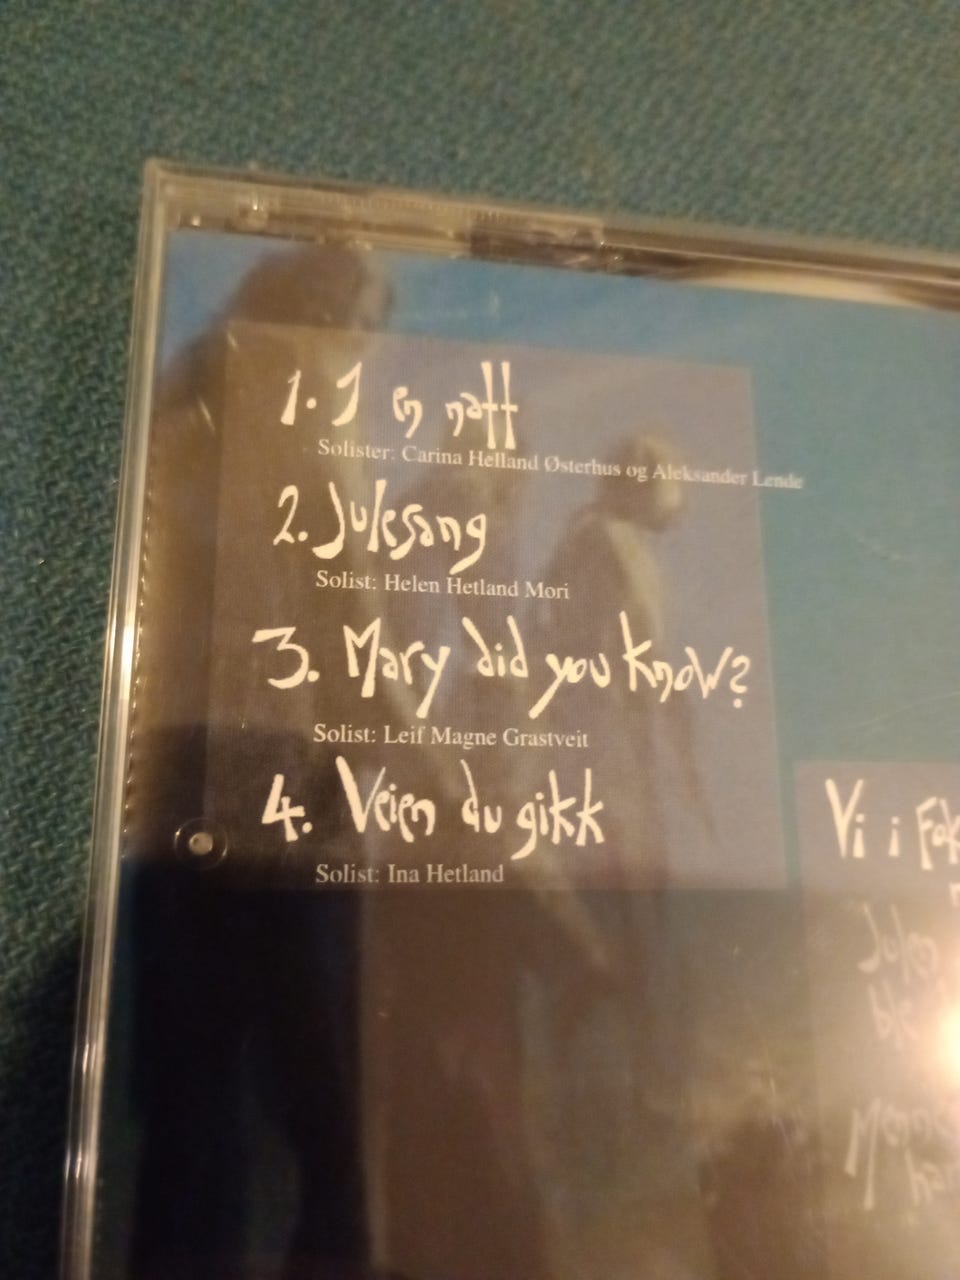 1. I en natt
Solister: Carina Helland Østerhus og Aleksander Lende
2. Julesang
Solist: Helen Hetland Mori
3. Mary did you know?
Solist: Leif Magne Grastveit
4. Veien du gikk
Solist: Ina Hetland
Vi i